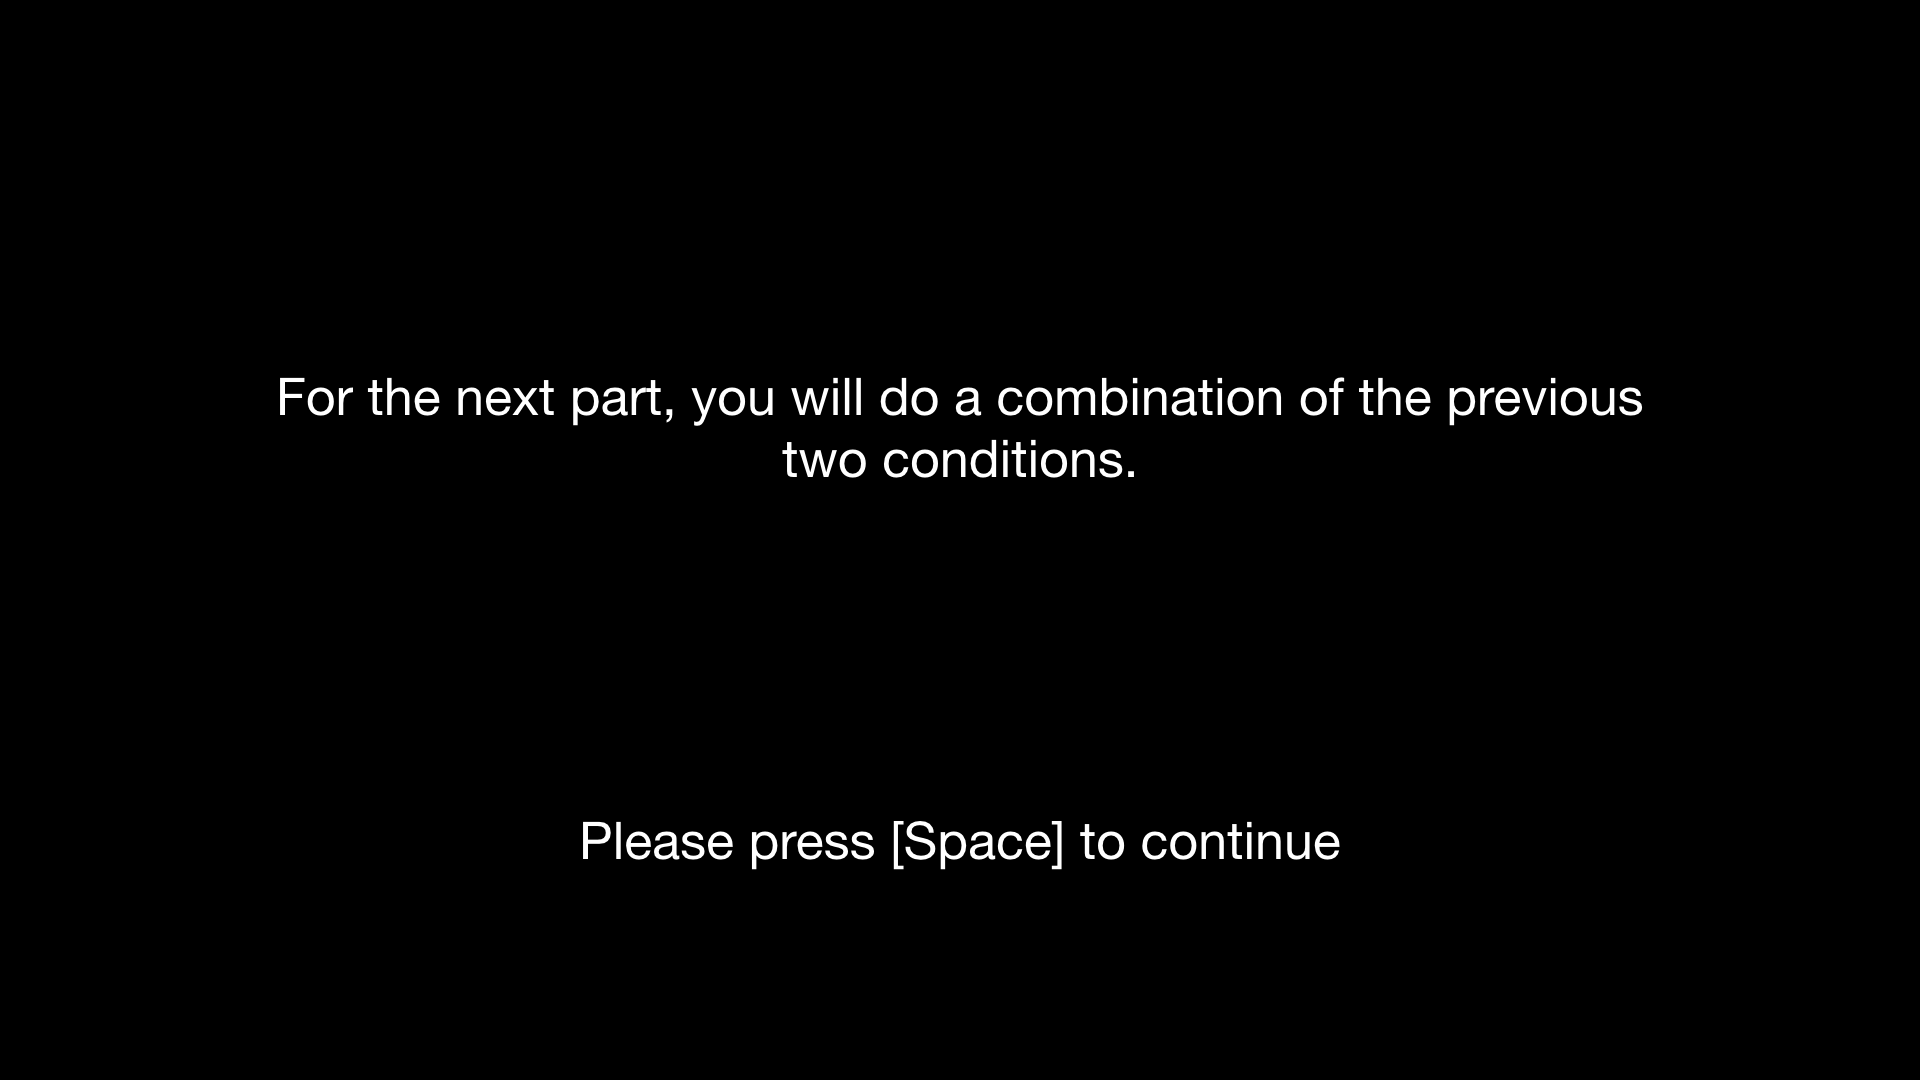 For the next part, you will do a combination of the previous
two conditions.
Please press [Space] to continue